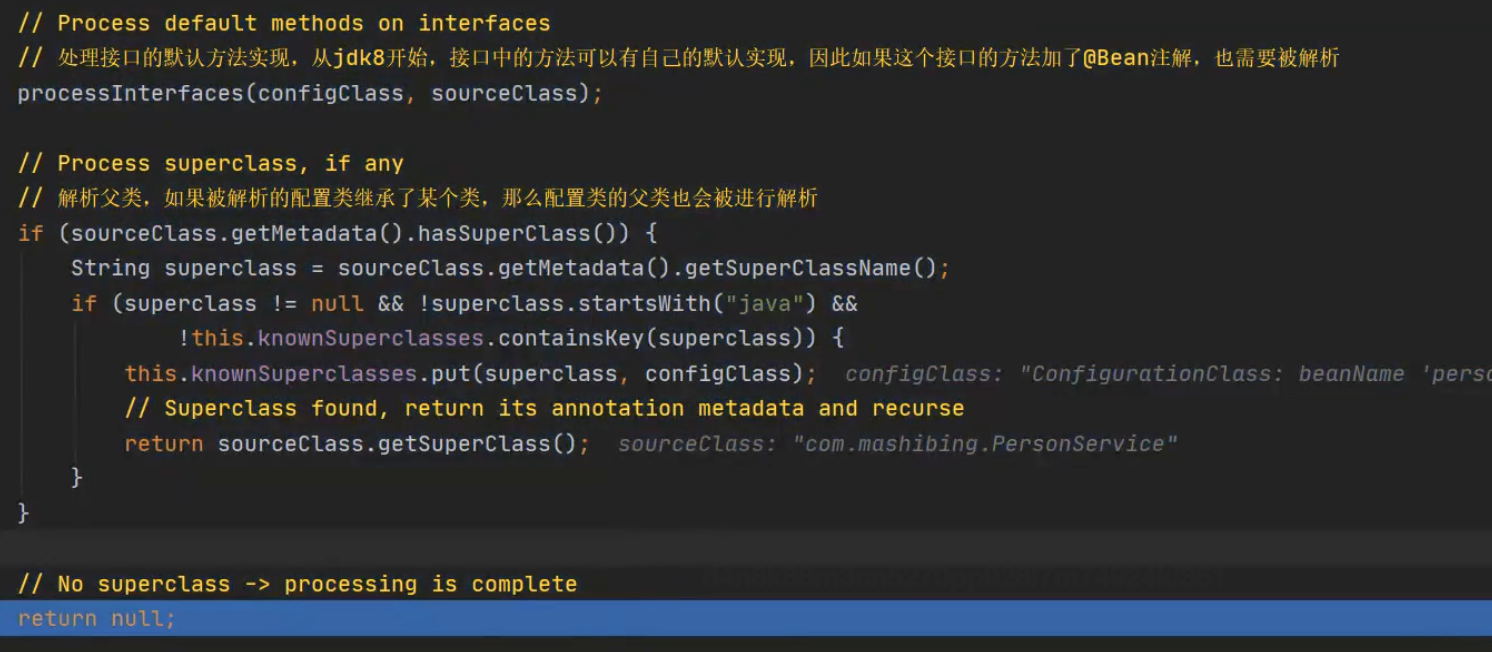 // Process default methods on interfaces
// 处理接口的默认方法实现，从jdk8开始，接口中的方法可以有自己的默认实现，因此如果这个接口的方法加了@Bean注解，也需要被解析
processInterfaces(configClass, sourceClass);
// Process superclass, if any
// 解析父类，如果被解析的配置类继承了某个类，那么配置类的父类也会被进行解析
if (sourceClass.getMetadata().hasSuperClass()) {
String superclass = sourceClass.getMetadata().getSuperClassName();
if (superclass != null && !superclass.startsWith("java") &&
!this.knownSuperclasses.containsKey(superclass)) {
this.knownSuperclasses.put(superclass, configClass); configClass: "ConfigurationClass: beanName 'perso
// Superclass found, return its annotation metadata and recurse
return sourceClass.getSuperClass(); sourceClass: "com.mashibing.PersonService"
}
}
// No superclass -> processing is complete
return null;